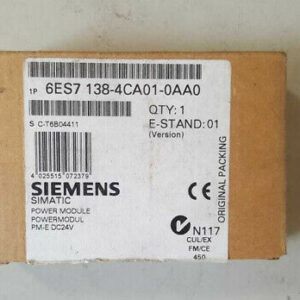 1P 6ES7 138-4CA01-0AA0
QTY: 1
S C-T6B04411
E-STAND: 01
(Version)
4 025515 072379
SIEMENS
SIMATIC
POWER MODULE
POWERMODUL
PM-E DC24V
N117
CUL/EX
FM/CE
450
ORIGINAL PACKING